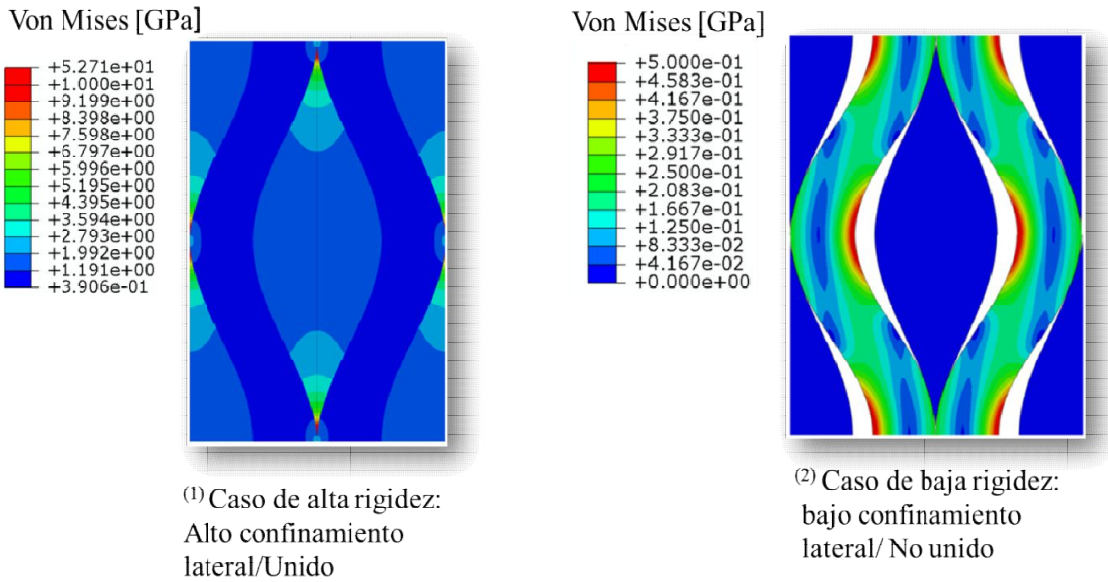 Von Mises [GPa]
+5.271e+01
+1.000e+01
+9.199e+00
+8.398e+00
+7.598e+00
+6.797e+00
+5.996e+00
+5.195e+00
+4.394e+00
+3.594e+00
+2.793e+00
+1.992e+00
+1.191e+00
+3.906e-01
(1) Caso de alta rigidez:
Alto confinamiento
lateral/Unido
Von Mises [GPa]
+5.000e-01
+4.583e-01
+4.167e-01
+3.750e-01
+3.333e-01
+2.917e-01
+2.500e-01
+2.083e-01
+1.667e-01
+1.250e-01
+8.333e-02
+4.167e-02
+0.000e+00
(2) Caso de baja rigidez:
bajo confinamiento
lateral/ No unido